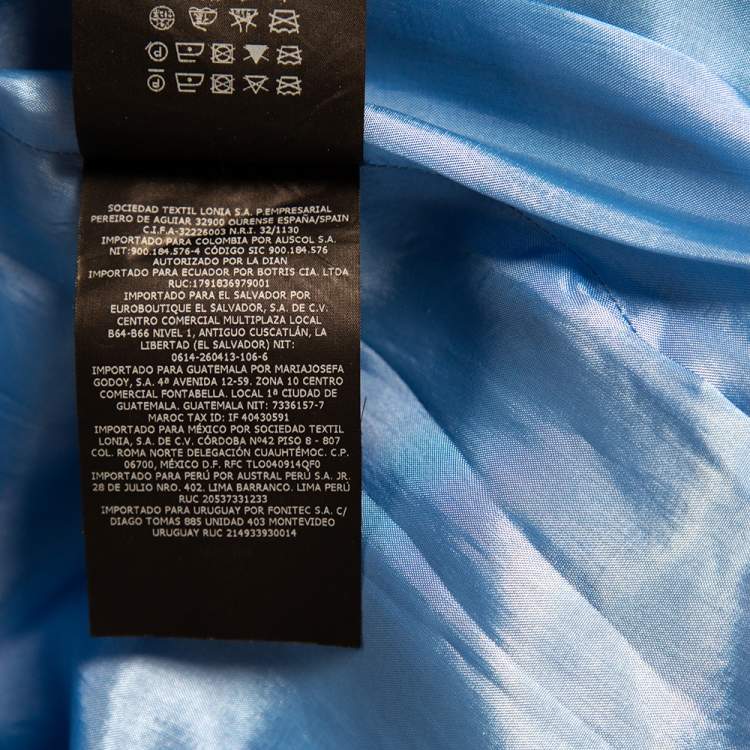 SOCIEDAD TEXTIL LONIA S.A. P.EMPRESARIAL
PEREIRO DE AGUIAR 32900 OURENSE ESPAÑA/SPAIN
C.I.F.A-32226003 N.R.I. 32/1130
IMPORTADO PARA COLOMBIA POR AUSCOL S.A.
NIT:900.184.576-4 CÓDIGO SIC 900.184.576
AUTORIZADO POR LA DIAN
IMPORTADO PARA ECUADOR POR BOTRIS CIA. LTDA
RUC:1791836979001
IMPORTADO PARA EL SALVADOR POR
EUROBOUTIQUE EL SALVADOR, S.A. DE C.V.
CENTRO COMERCIAL MULTIPLAZA LOCAL
B64-B66 NIVEL 1, ANTIGUO CUSCATLÁN, LA
LIBERTAD (EL SALVADOR) NIT:
0614-260413-106-6
IMPORTADO PARA GUATEMALA POR MARIAJOSEFA
GODOY, S.A. 4ª AVENIDA 12-59. ZONA 10 CENTRO
COMERCIAL FONTABELLA. LOCAL 1ª CIUDAD DE
GUATEMALA. GUATEMALA NIT: 7336157-7
MAROC TAX ID: IF 40430591
IMPORTADO PARA MÉXICO POR SOCIEDAD TEXTIL
LONIA, S.A. DE C.V. CÓRDOBA Nº42 PISO 8 - 807
COL. ROMA NORTE DELEGACIÓN CUAUHTÉMOC. C.P.
06700, MÉXICO D.F. RFC TLO040914QF0
IMPORTADO PARA PERÚ POR AUSTRAL PERÚ S.A. JR.
28 DE JULIO NRO. 402. LIMA BARRANCO. LIMA PERÚ
RUC 20537331233
IMPORTADO PARA URUGUAY POR FONITEC S.A. C/
DIAGO TOMAS 885 UNIDAD 403 MONTEVIDEO
URUGUAY RUC 214933930014